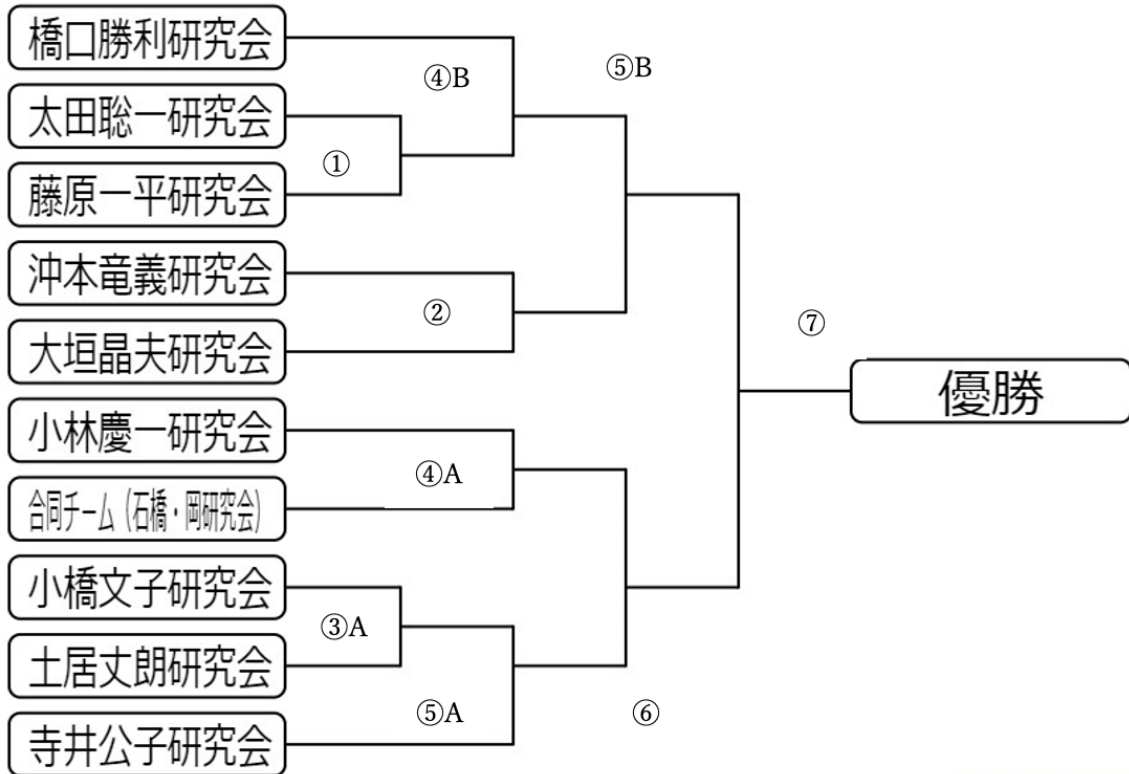 橋口勝利研究会
④B
⑤B
太田聡一研究会
①
藤原一平研究会
沖本竜義研究会
②
大垣晶夫研究会
⑦
優勝
小林慶一研究会
④A
合同チーム（石橋・岡研究会）
小橋文子研究会
③A
土居丈朗研究会
⑤A
⑥
寺井公子研究会